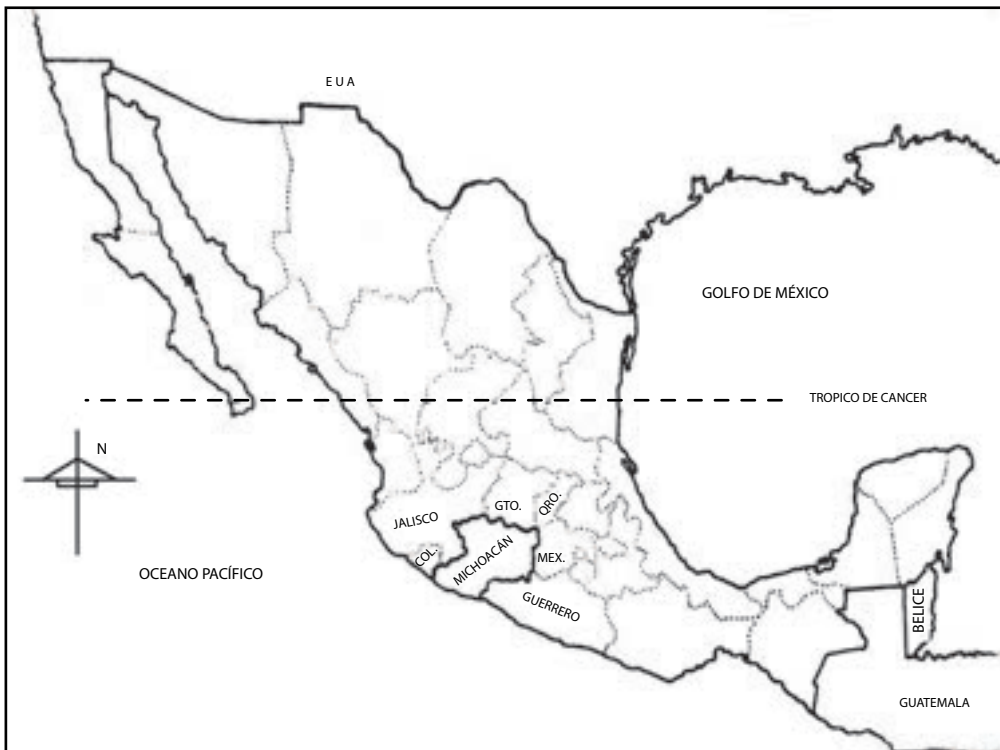 E U A
GOLFO DE MÉXICO
TROPICO DE CANCER
N
GTO.
QRO.
JALISCO
COL.
MICHOACÁN
MEX.
OCEANO PACÍFICO
GUERRERO
BELICE
GUATEMALA